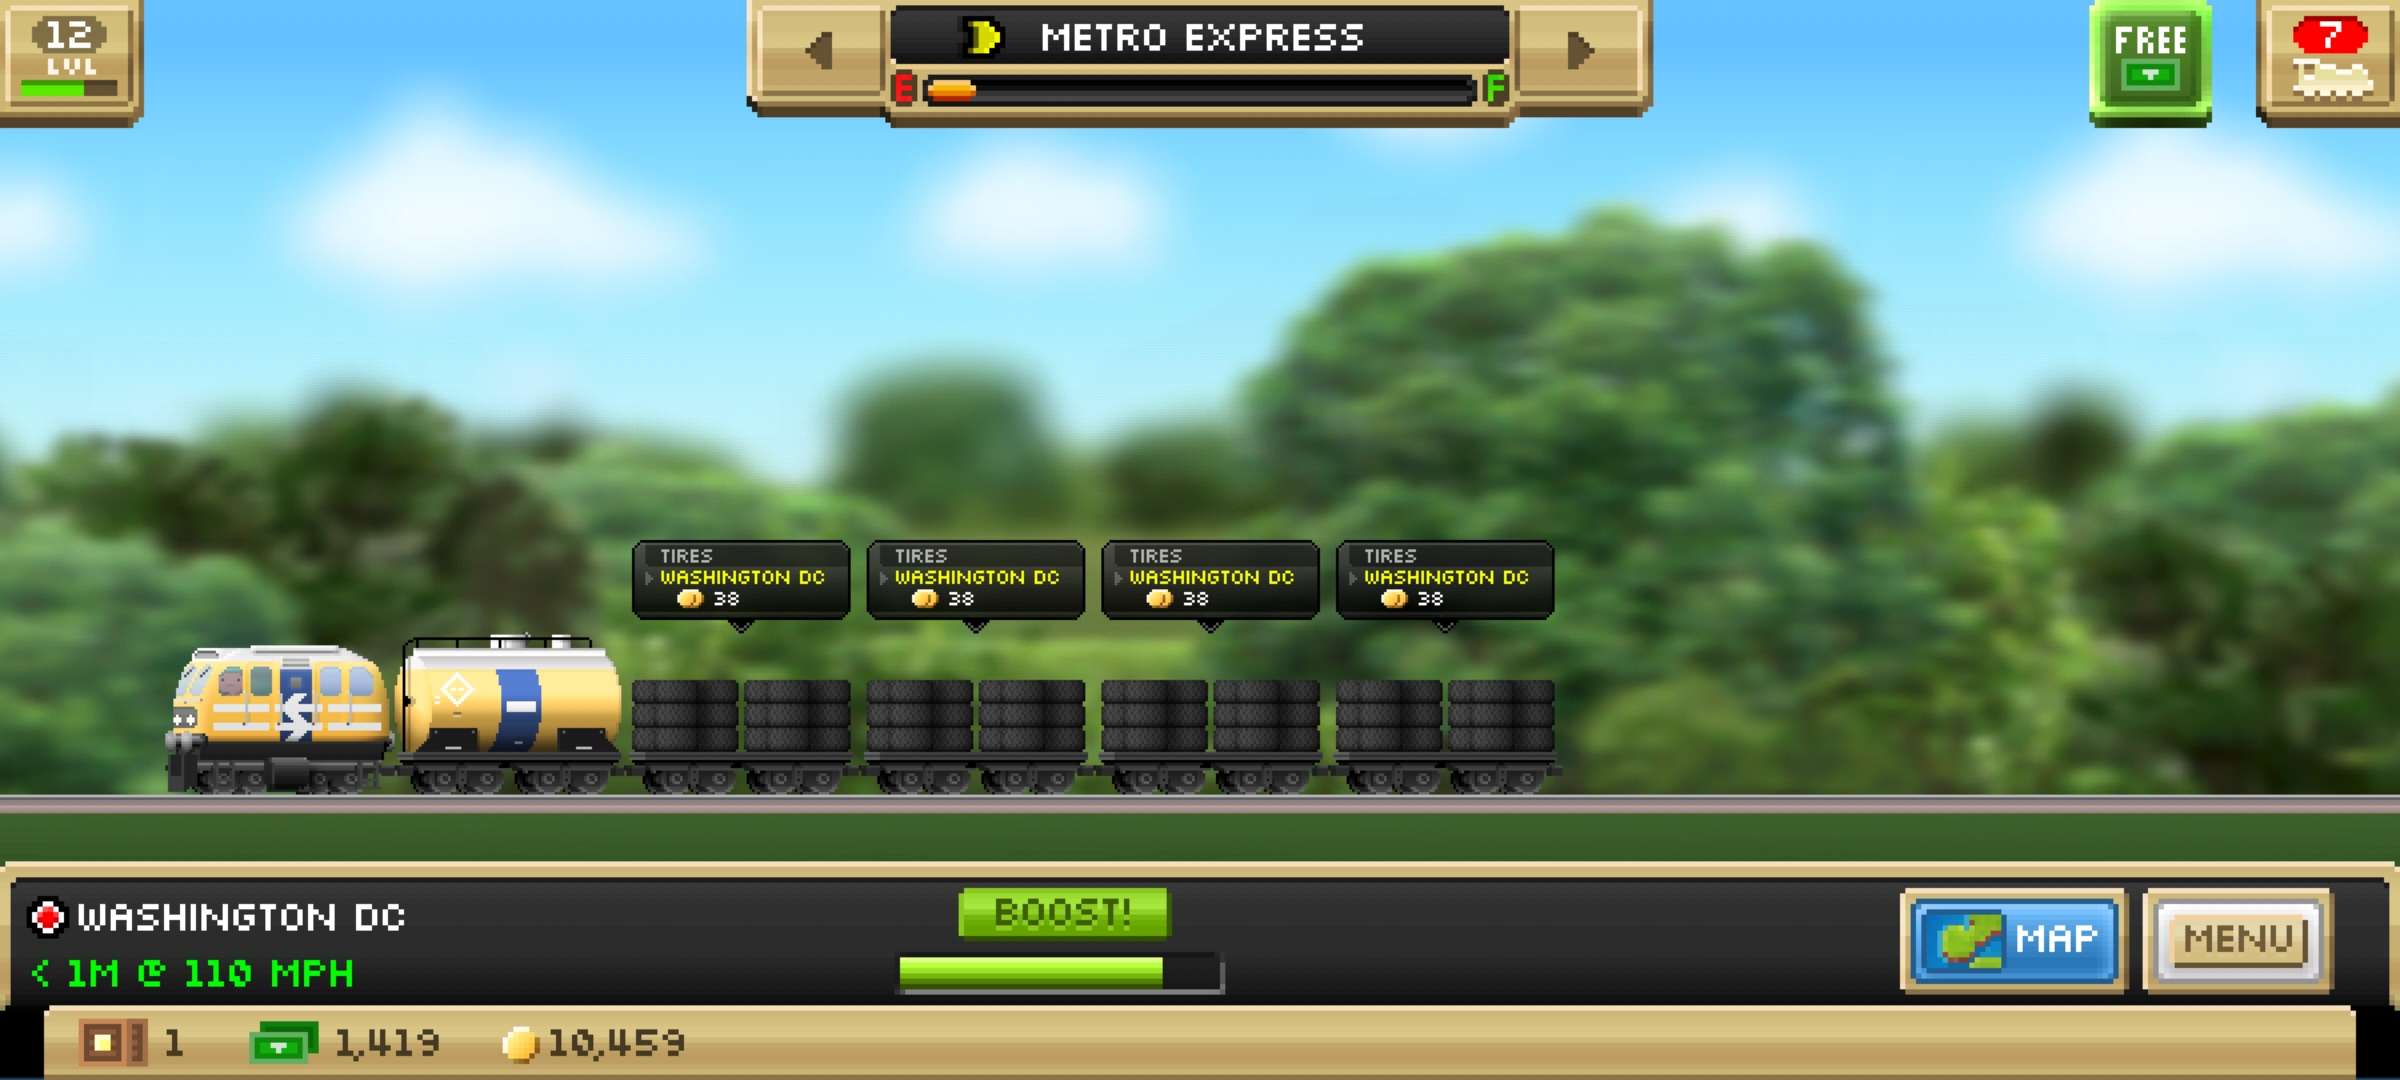 12
LVL
METRO EXPRESS
E F
FREE
7
TIRES
WASHINGTON DC
38
TIRES
WASHINGTON DC
38
TIRES
WASHINGTON DC
38
TIRES
WASHINGTON DC
38
WASHINGTON DC
< 1M @ 110 MPH
BOOST!
MAP
MENU
1
1,419
10,459